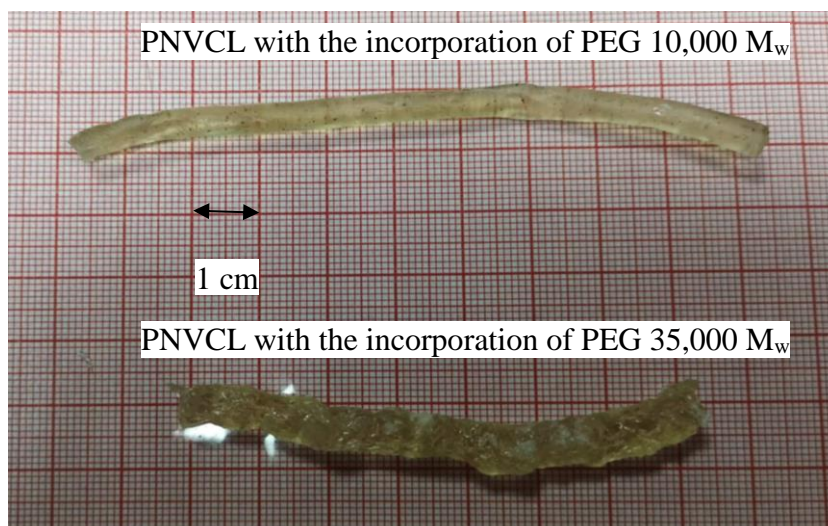 PNVCL with the incorporation of PEG 10,000 Mw
1 cm
PNVCL with the incorporation of PEG 35,000 Mw